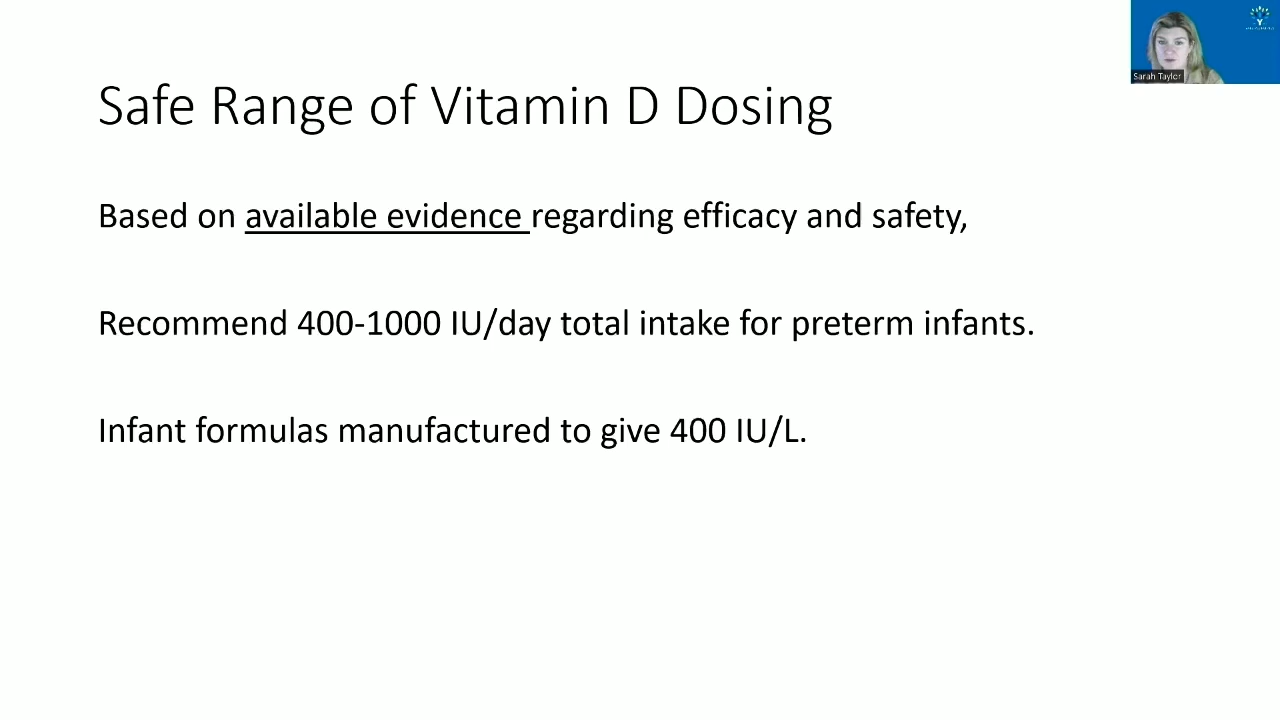 Safe Range of Vitamin D Dosing
Based on available evidence regarding efficacy and safety,
Recommend 400-1000 IU/day total intake for preterm infants.
Infant formulas manufactured to give 400 IU/L.
Sarah Taylor